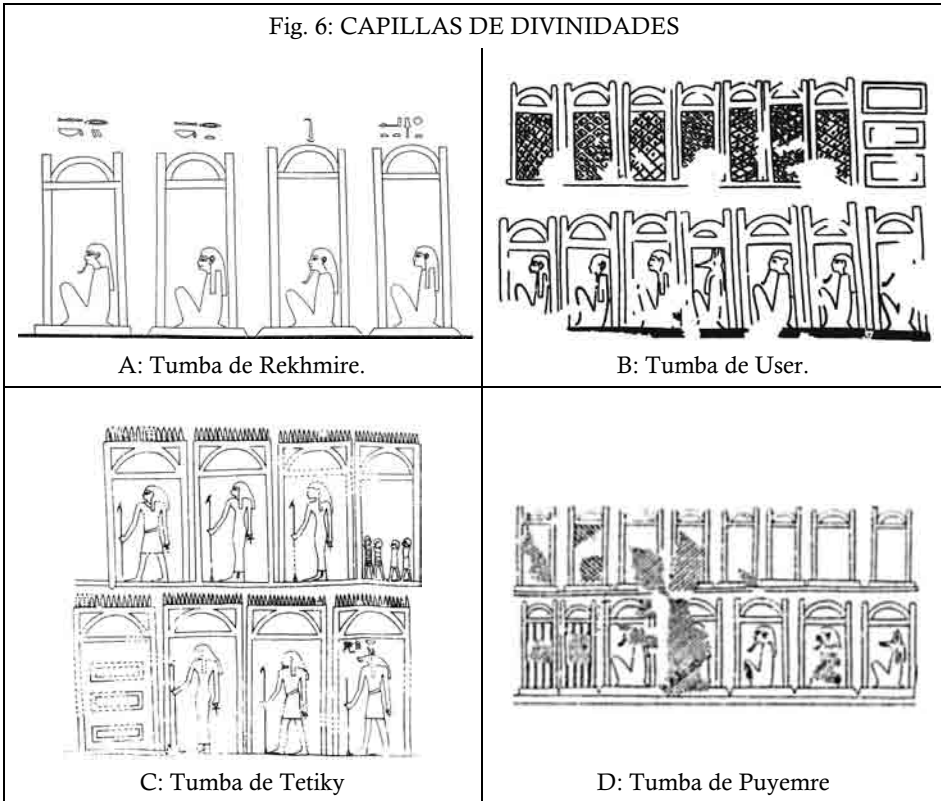 Fig. 6: CAPILLAS DE DIVINIDADES
A: Tumba de Rekhmire.
B: Tumba de User.
C: Tumba de Tetiky
D: Tumba de Puyemre